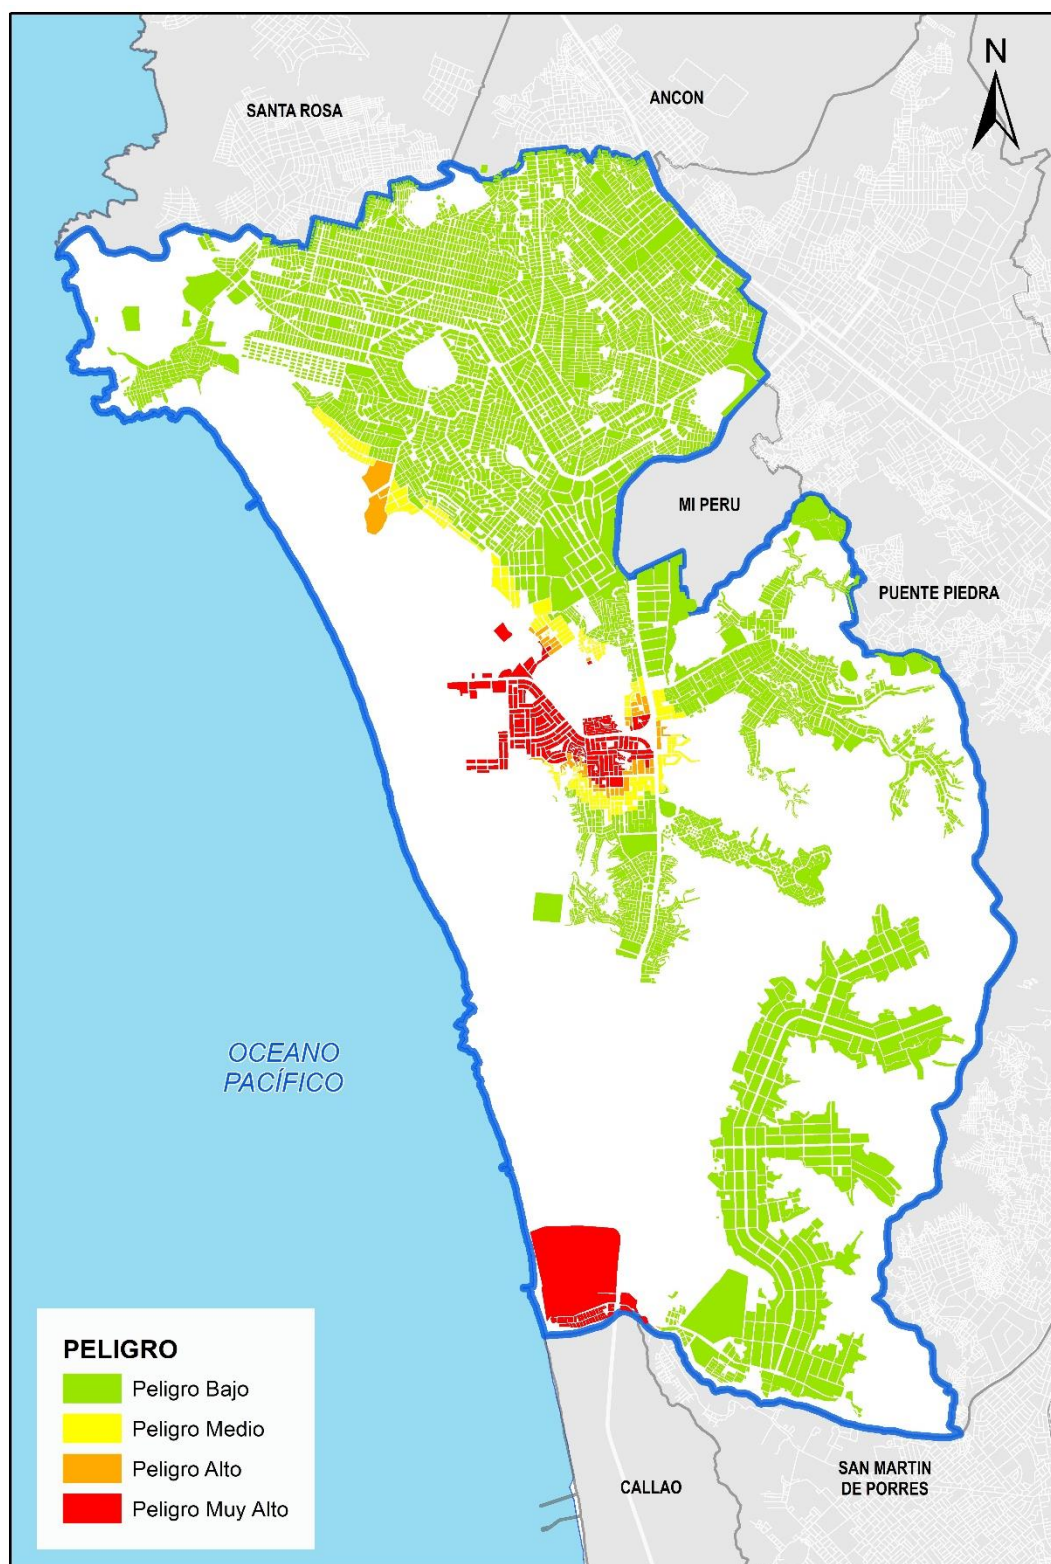 N
ANCON
SANTA ROSA
MI PERU
PUENTE PIEDRA
OCEANO
PACÍFICO
PELIGRO
Peligro Bajo
Peligro Medio
Peligro Alto
Peligro Muy Alto
CALLAO
SAN MARTIN
DE PORRES